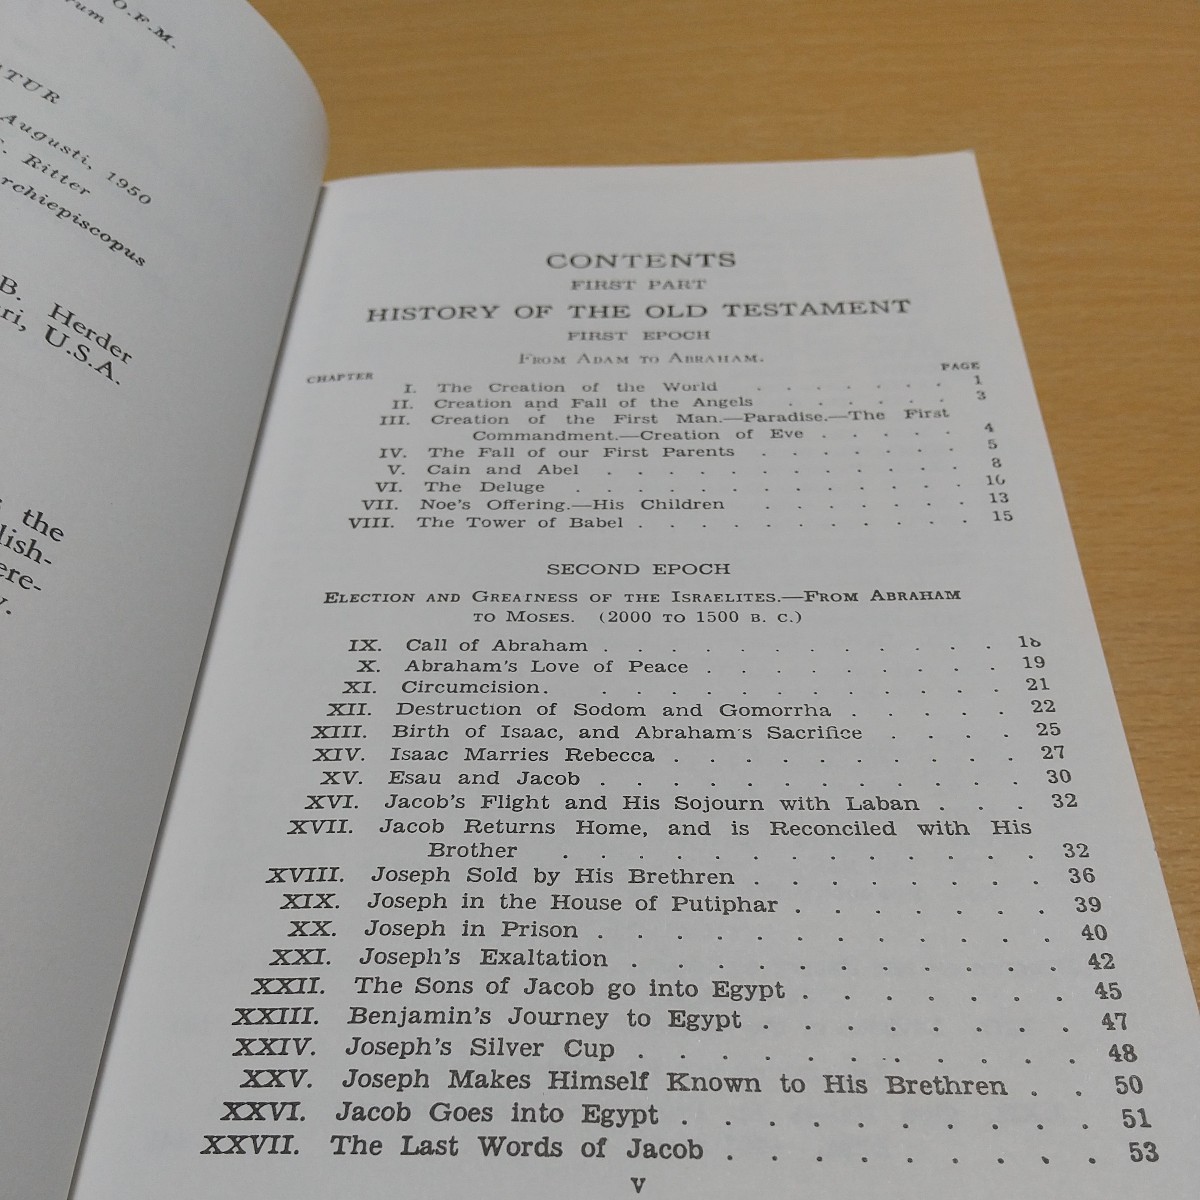 O.F.M.
Augusti, 1950
Ritter
B. Herder
U.S.A.
the
CONTENTS
FIRST PART
HISTORY OF THE OLD TESTAMENT
FIRST EPOCH
FROM ADAM TO ABRAHAM.
CHAPTER PAGE
I. The Creation of the World . . . . . . . 1
II. Creation and Fall of the Angels . . . . . . 3
III. Creation of the First Man.—Paradise.—The First
Commandment.—Creation of Eve . . . . . 4
IV. The Fall of our First Parents . . . . . . . 5
V. Cain and Abel . . . . . . . . . . . 8
VI. The Deluge . . . . . . . . . . . . 10
VII. Noe's Offering.—His Children . . . . . . . 13
VIII. The Tower of Babel . . . . . . . . . . 15
SECOND EPOCH
ELECTION AND GREATNESS OF THE ISRAELITES.—FROM ABRAHAM
TO MOSES. (2000 TO 1500 B. C.)
IX. Call of Abraham . . . . . . . . . . . 18
X. Abraham's Love of Peace . . . . . . . . 19
XI. Circumcision. . . . . . . . . . . . 21
XII. Destruction of Sodom and Gomorrha . . . . . 22
XIII. Birth of Isaac, and Abraham's Sacrifice . . . . 25
XIV. Isaac Marries Rebecca . . . . . . . . . . 27
XV. Esau and Jacob . . . . . . . . . . . 30
XVI. Jacob's Flight and His Sojourn with Laban . . . 32
XVII. Jacob Returns Home, and is Reconciled with His
Brother . . . . . . . . . . . . 32
XVIII. Joseph Sold by His Brethren . . . . . . . . 36
XIX. Joseph in the House of Putiphar . . . . . . . 39
XX. Joseph in Prison . . . . . . . . . . . . 40
XXI. Joseph's Exaltation . . . . . . . . . . . 42
XXII. The Sons of Jacob go into Egypt . . . . . . . 45
XXIII. Benjamin's Journey to Egypt . . . . . . . . 47
XXIV. Joseph's Silver Cup . . . . . . . . . . . 48
XXV. Joseph Makes Himself Known to His Brethren . . 50
XXVI. Jacob Goes into Egypt . . . . . . . . . . 51
XXVII. The Last Words of Jacob . . . . . . . . . 53
V